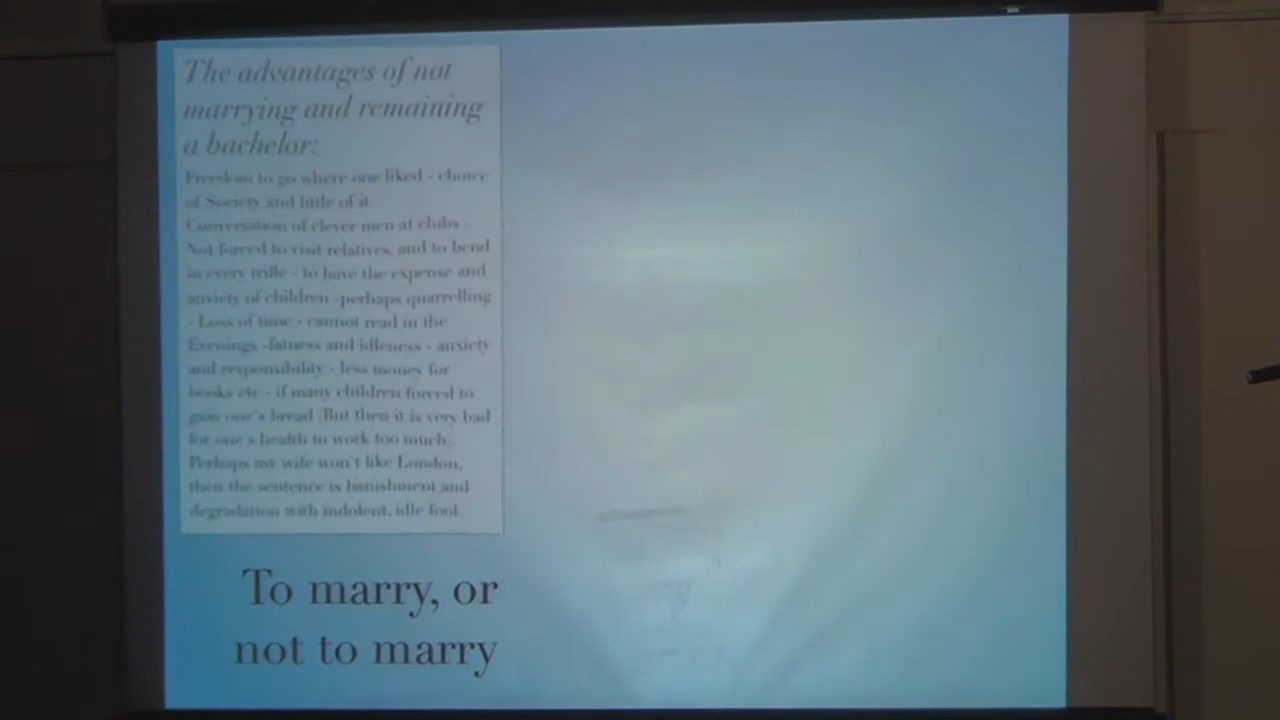 The advantages of not
marrying and remaining
a bachelor:
Freedom to go where one liked - choice
of Society and little of it.
Conversation of clever men at clubs -
Not forced to visit relatives, and to bend
in every trifle - to have the expense and
anxiety of children -perhaps quarrelling
- Loss of time - cannot read in the
Evenings -fatness and idleness - anxiety
and responsibility - less money for
books etc - if many children forced to
gain one's bread (But then it is very bad
for one's health to work too much).
Perhaps my wife won't like London,
then the sentence is banishment and
degradation with indolent, idle fool.
To marry, or
not to marry